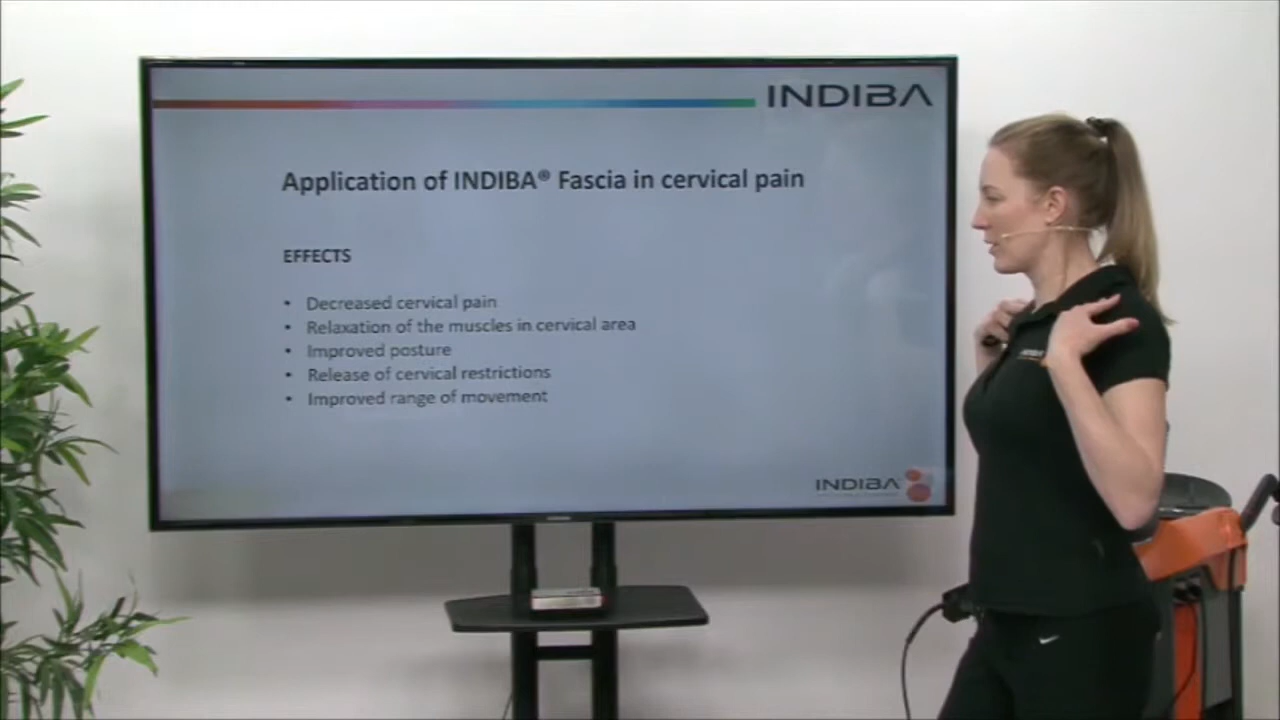 INDIBA
Application of INDIBA® Fascia in cervical pain
EFFECTS
• Decreased cervical pain
• Relaxation of the muscles in cervical area
• Improved posture
• Release of cervical restrictions
• Improved range of movement
INDIBA